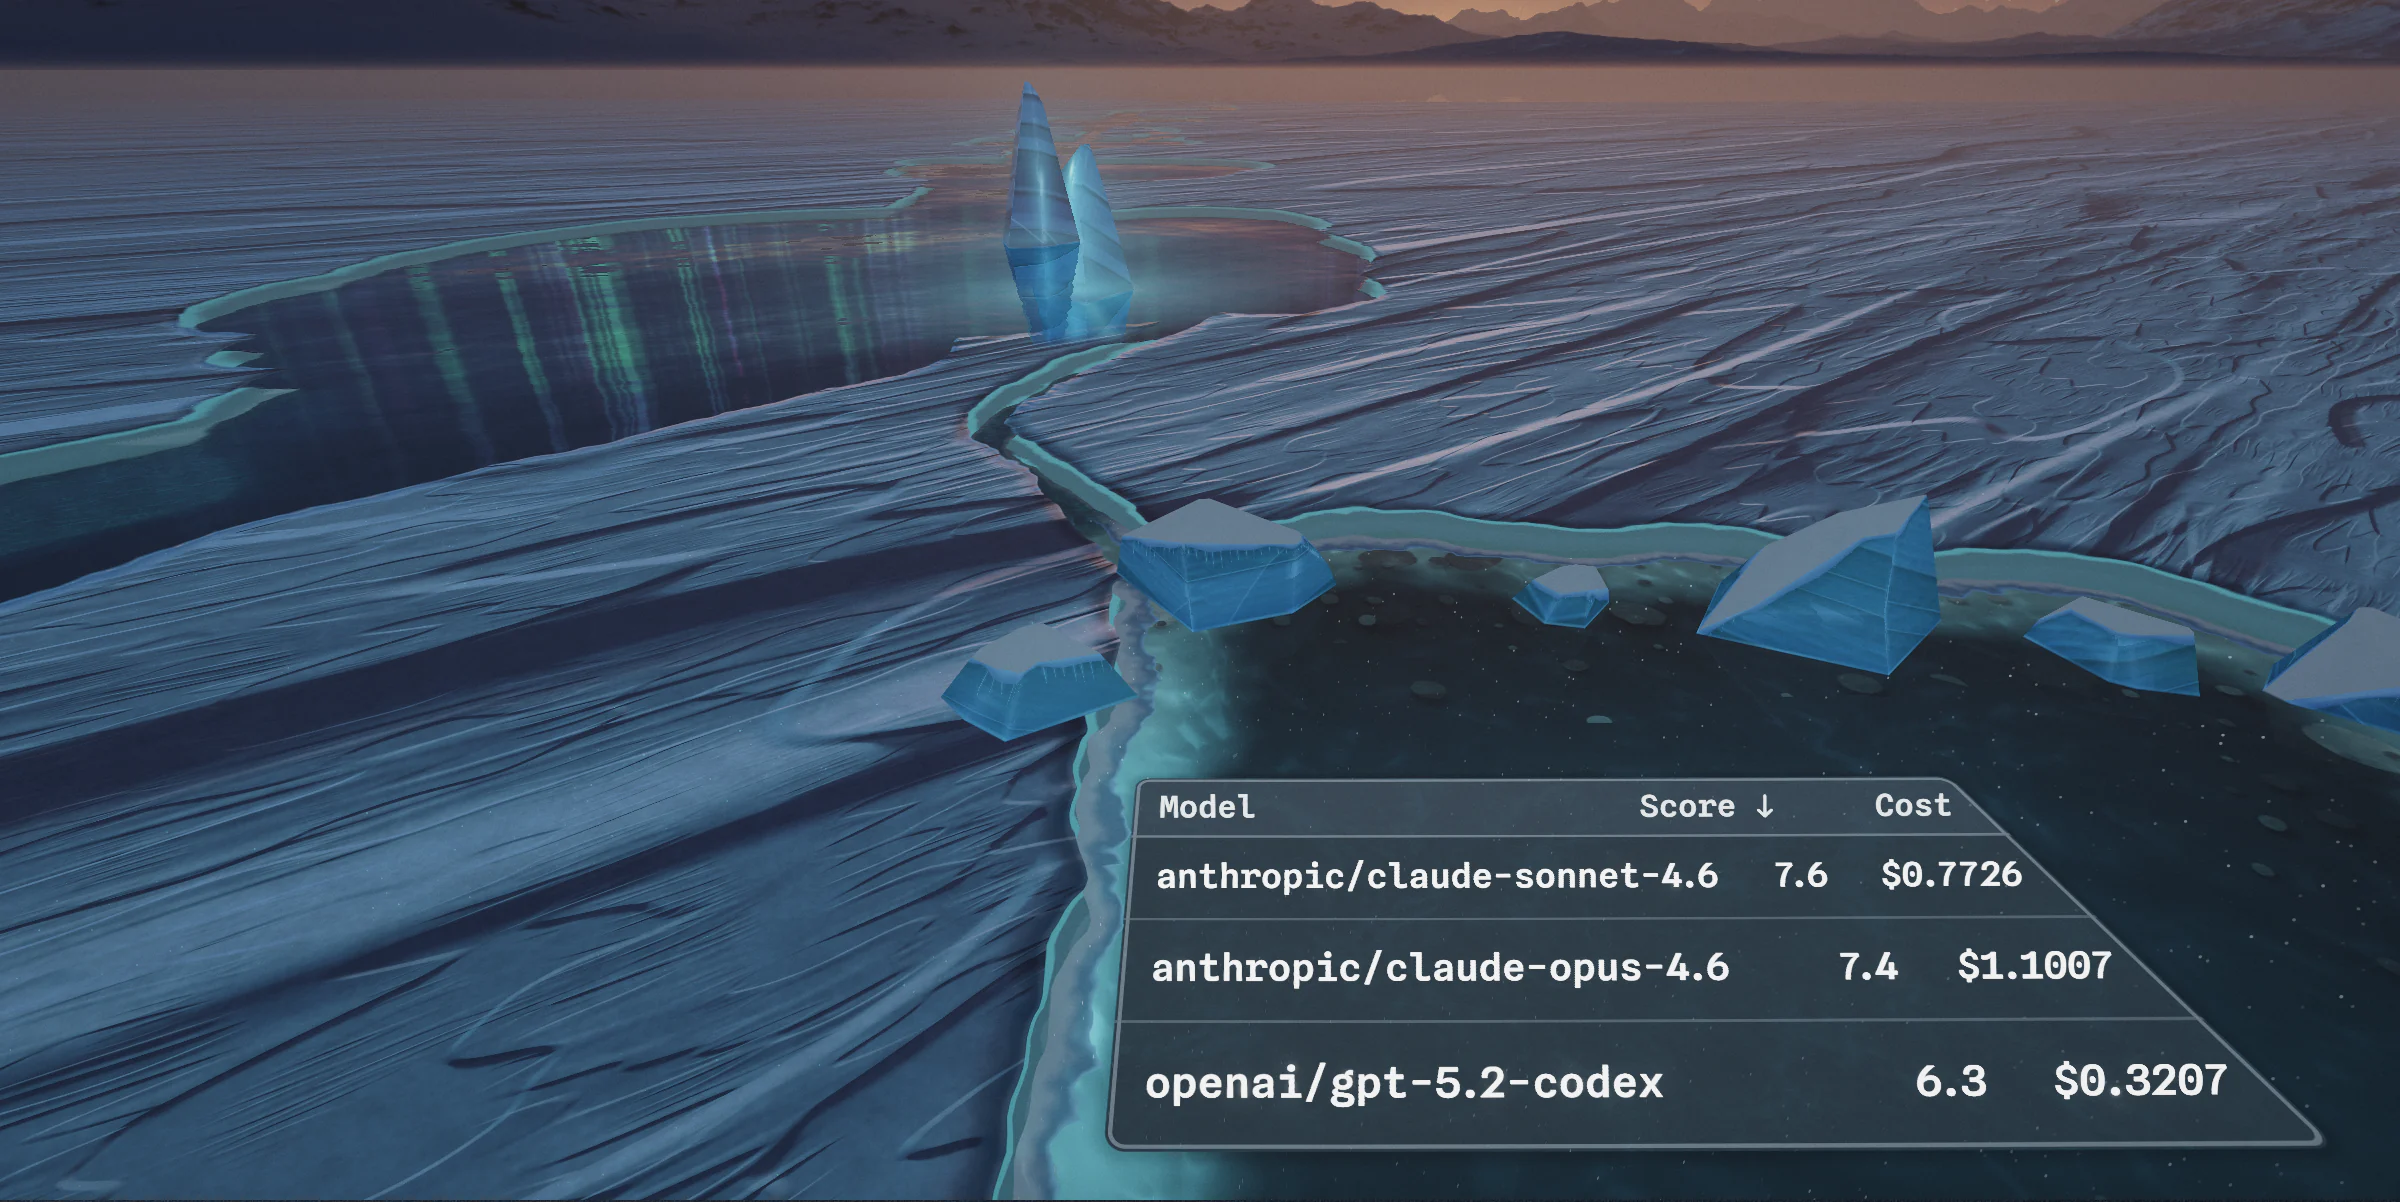 Model Score ↓ Cost
anthropic/claude-sonnet-4.6 7.6 $0.7726
anthropic/claude-opus-4.6 7.4 $1.1007
openai/gpt-5.2-codex 6.3 $0.3207